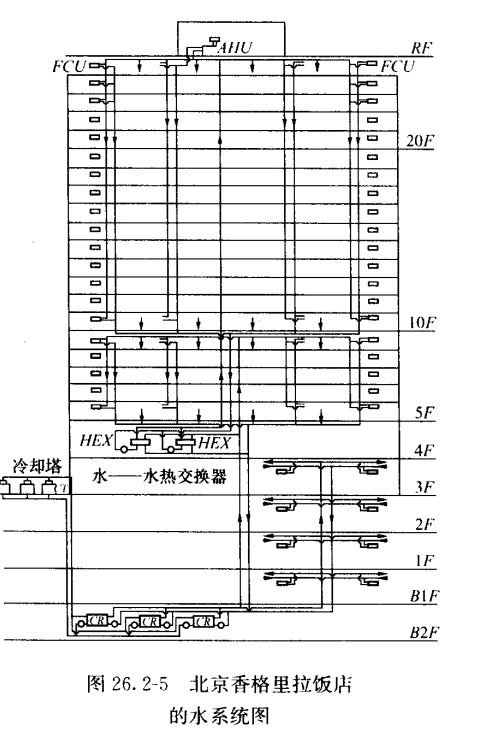 AHU
RF
FCU
FCU
20F
10F
5F
HEX
HEX
4F
冷却塔
水——水热交换器
T
3F
2F
1F
B1F
CR
CR
CR
B2F
图 26.2-5 北京香格里拉饭店
的水系统图